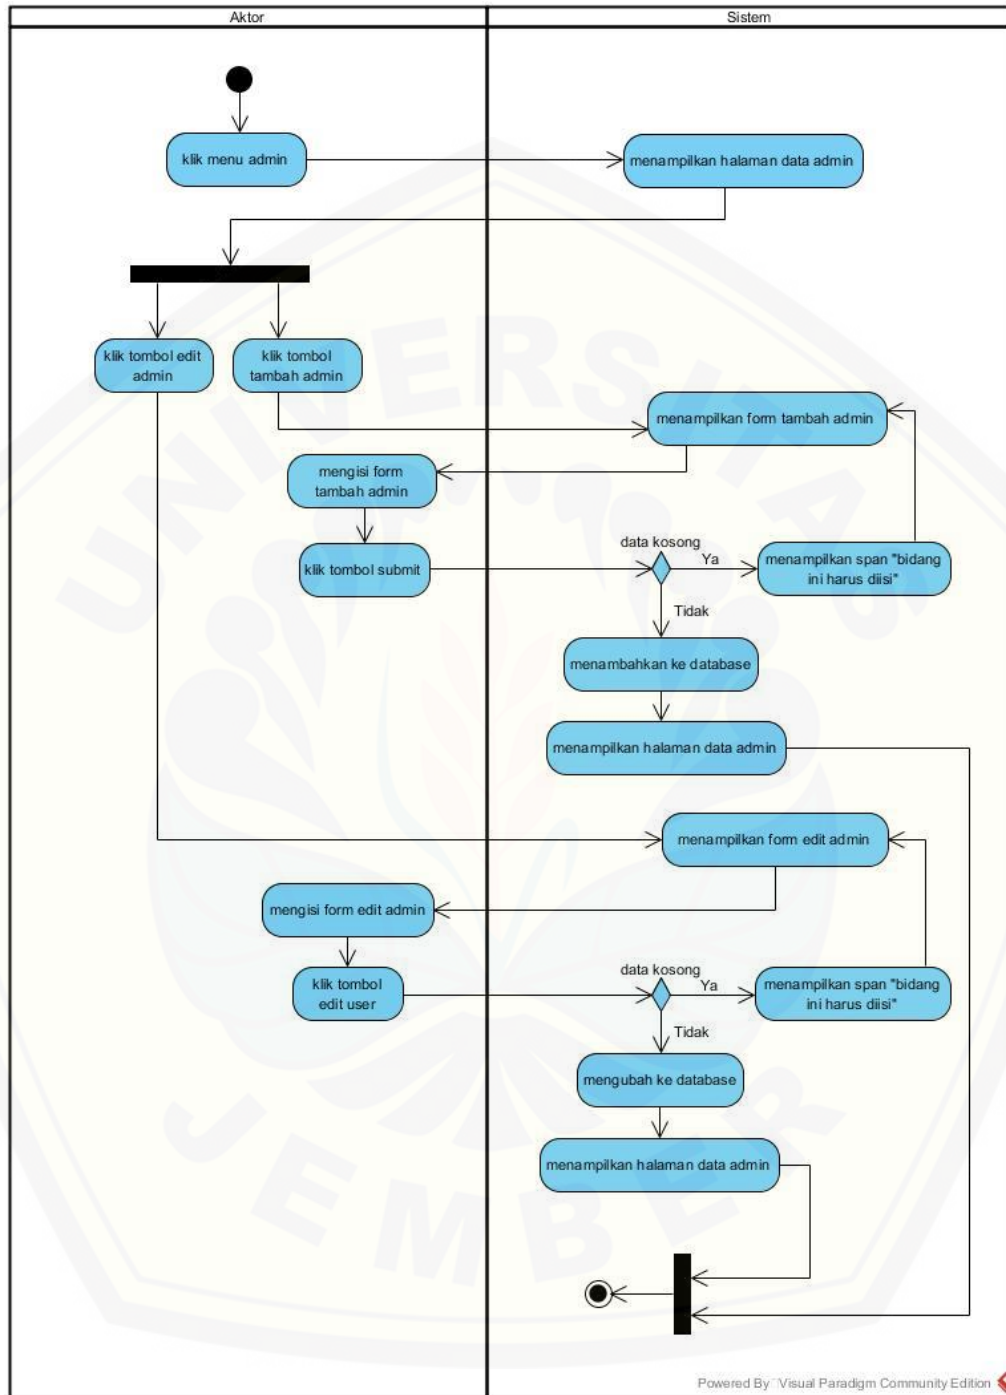 Aktor
Sistem
klik menu admin
menampilkan halaman data admin
klik tombol edit
admin
klik tombol
tambah admin
menampilkan form tambah admin
mengisi form
tambah admin
klik tombol submit
data kosong
Ya
menampilkan span "bidang
ini harus diisi"
Tidak
menambahkan ke database
menampilkan halaman data admin
menampilkan form edit admin
mengisi form edit admin
klik tombol
edit user
data kosong
Ya
menampilkan span "bidang
ini harus diisi"
Tidak
mengubah ke database
menampilkan halaman data admin
UNIVERSITAS
JEMBER
Powered By Visual Paradigm Community Edition